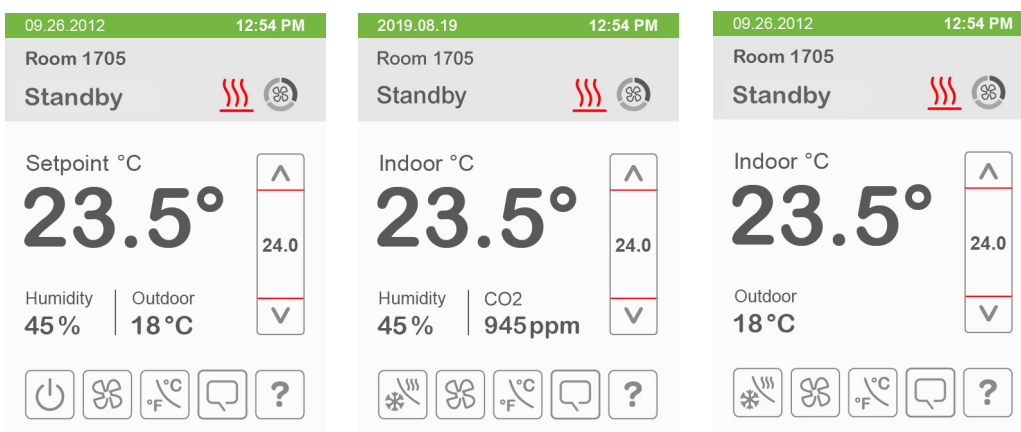 09.26.2012 12:54 PM
Room 1705
Standby
Setpoint °C
23.5°
24.0
Humidity Outdoor
45% 18°C
°C
°F
?
2019.08.19 12:54 PM
Room 1705
Standby
Indoor °C
23.5°
24.0
Humidity CO2
45% 945ppm
°C
°F
?
09.26.2012 12:54 PM
Room 1705
Standby
Indoor °C
23.5°
24.0
Outdoor
18°C
°C
°F
?